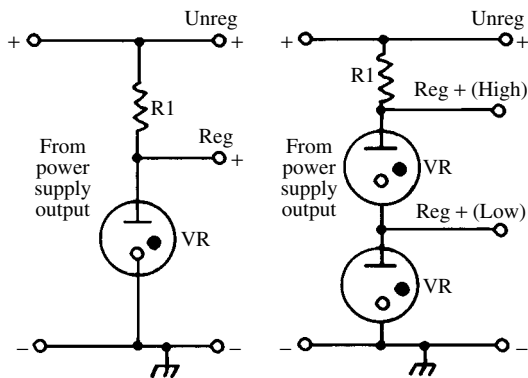 Unreg
+
+
R1
Reg
+
From
power
supply
output
VR
−
−
Unreg
+
+
R1
Reg + (High)
From
power
supply
output
VR
Reg + (Low)
VR
−
−